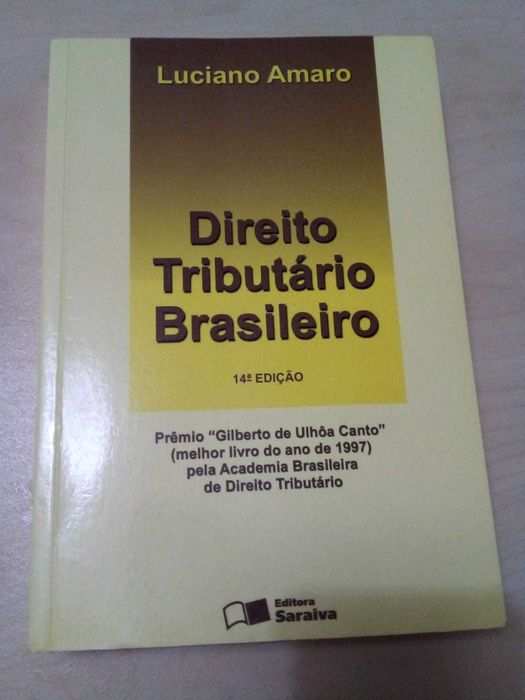 Luciano Amaro
Direito
Tributário
Brasileiro
14ª EDIÇÃO
Prêmio “Gilberto de Ulhôa Canto”
(melhor livro do ano de 1997)
pela Academia Brasileira
de Direito Tributário
Editora
Saraiva